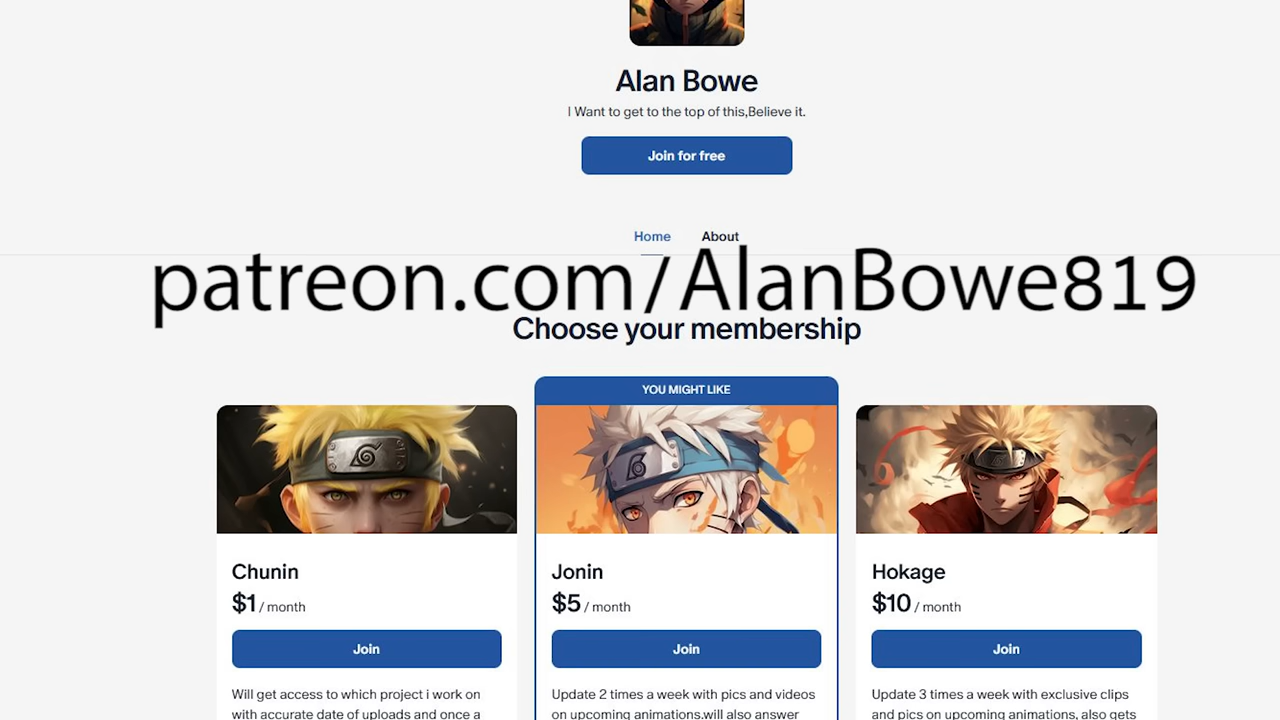 Alan Bowe
I Want to get to the top of this,Believe it.
Join for free
Home About
patreon.com/AlanBowe819
Choose your membership
YOU MIGHT LIKE
Chunin
$1 / month
Join
Will get access to which project i work on
with accurate date of uploads and once a
Jonin
$5 / month
Join
Update 2 times a week with pics and videos
on upcoming animations.will also answer
Hokage
$10 / month
Join
Update 3 times a week with exclusive clips
and pics on upcoming animations, also gets